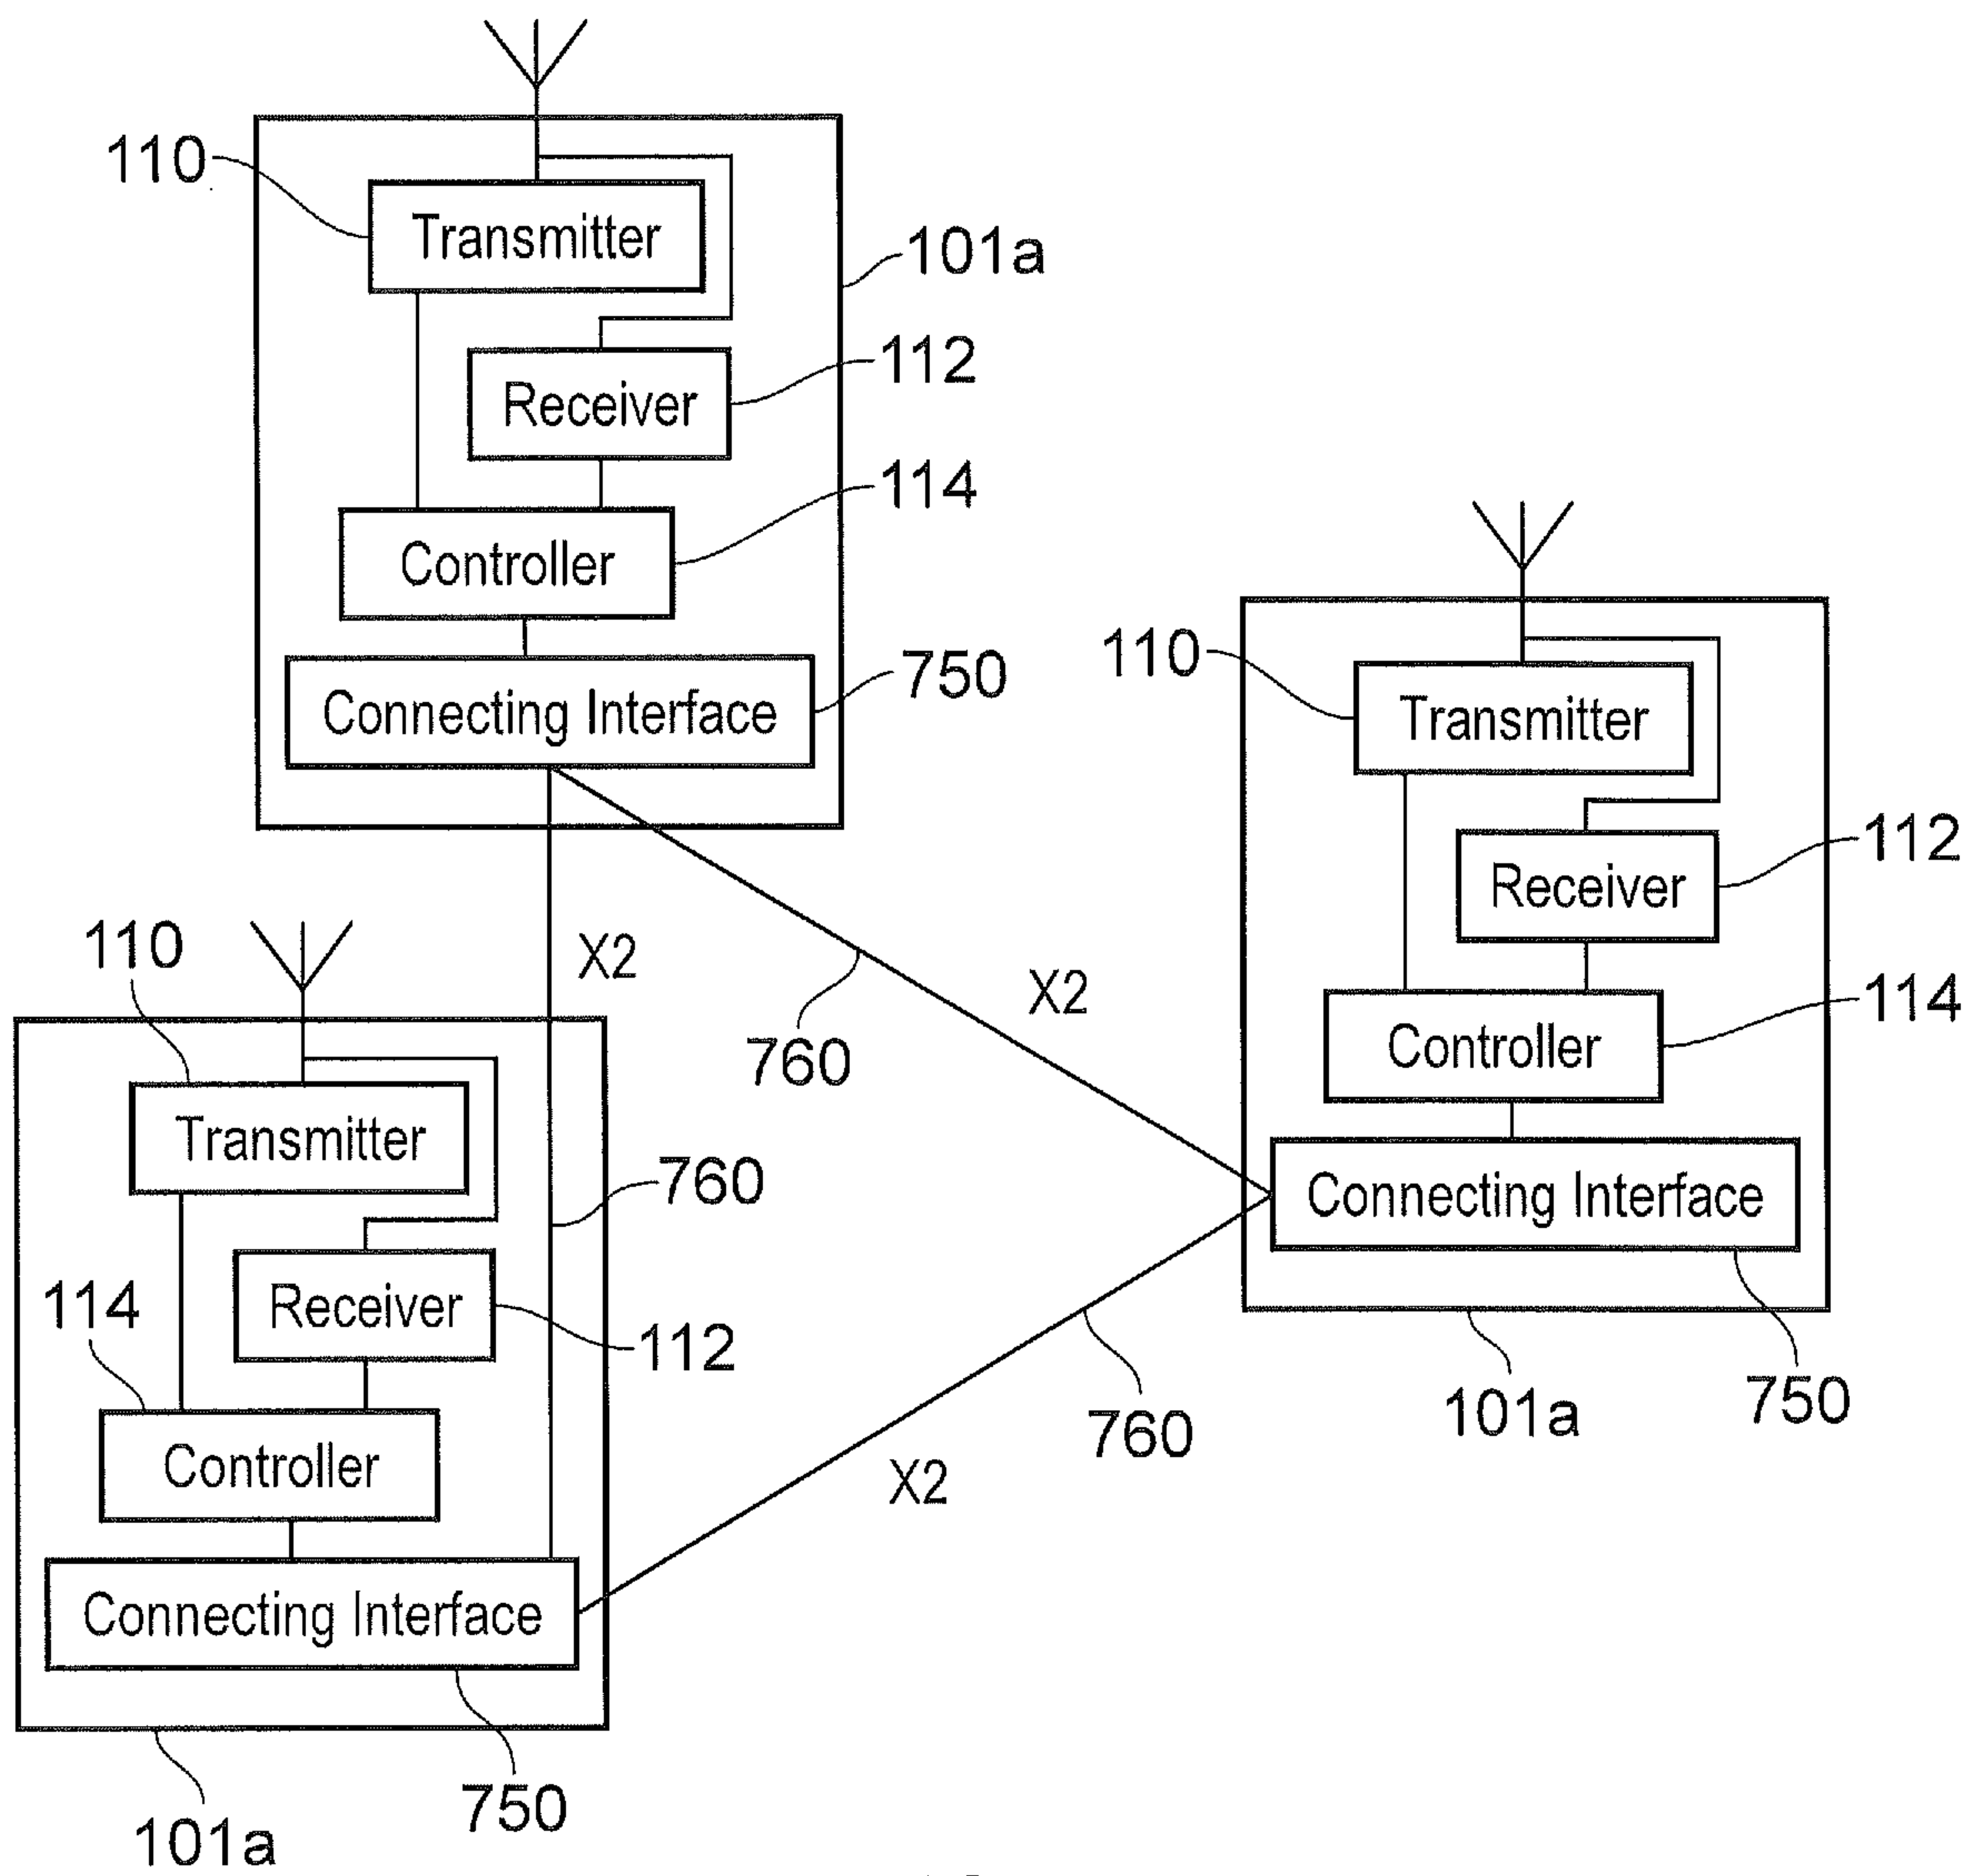 110
Transmitter
101a
112
Receiver
114
Controller
750
Connecting Interface
110
Transmitter
112
Receiver
114
Controller
Connecting Interface
750
101a
X2
760
X2
760
760
X2
110
Transmitter
114
Receiver
112
Controller
Connecting Interface
750
101a